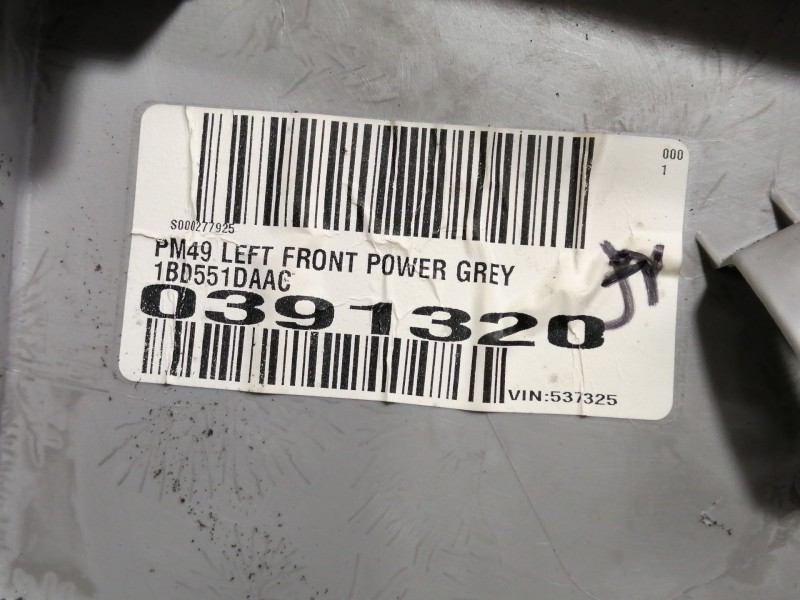 000
1
S000277925
PM49 LEFT FRONT POWER GREY
1BD551DAAC
0391320
VIN:537325